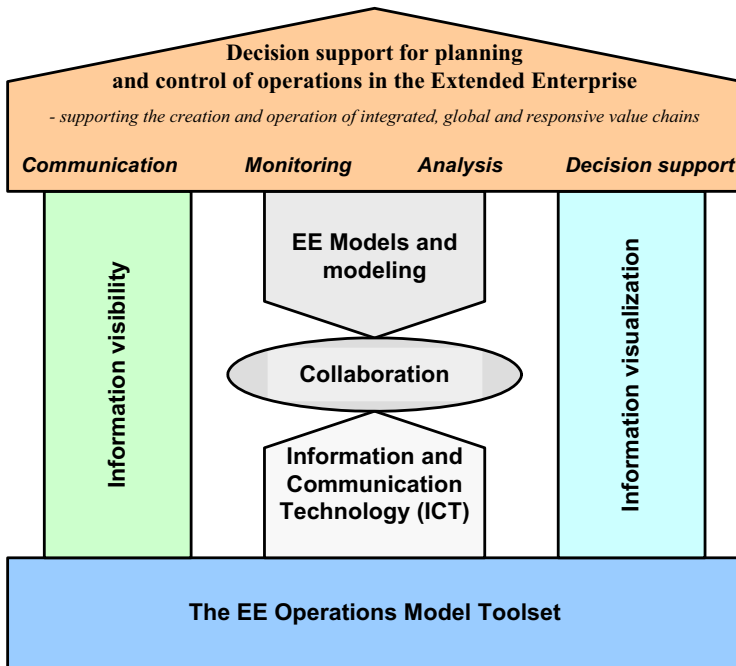 Decision support for planning
and control of operations in the Extended Enterprise
- supporting the creation and operation of integrated, global and responsive value chains
Communication Monitoring Analysis Decision support
Information visibility
EE Models and
modeling
Collaboration
Information and
Communication
Technology (ICT)
Information visualization
The EE Operations Model Toolset